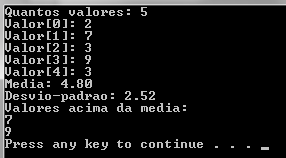 Quantos valores: 5
Valor[0]: 2
Valor[1]: 7
Valor[2]: 3
Valor[3]: 9
Valor[4]: 3
Media: 4.80
Desvio-padrao: 2.52
Valores acima da media:
7
9
Press any key to continue . . . _